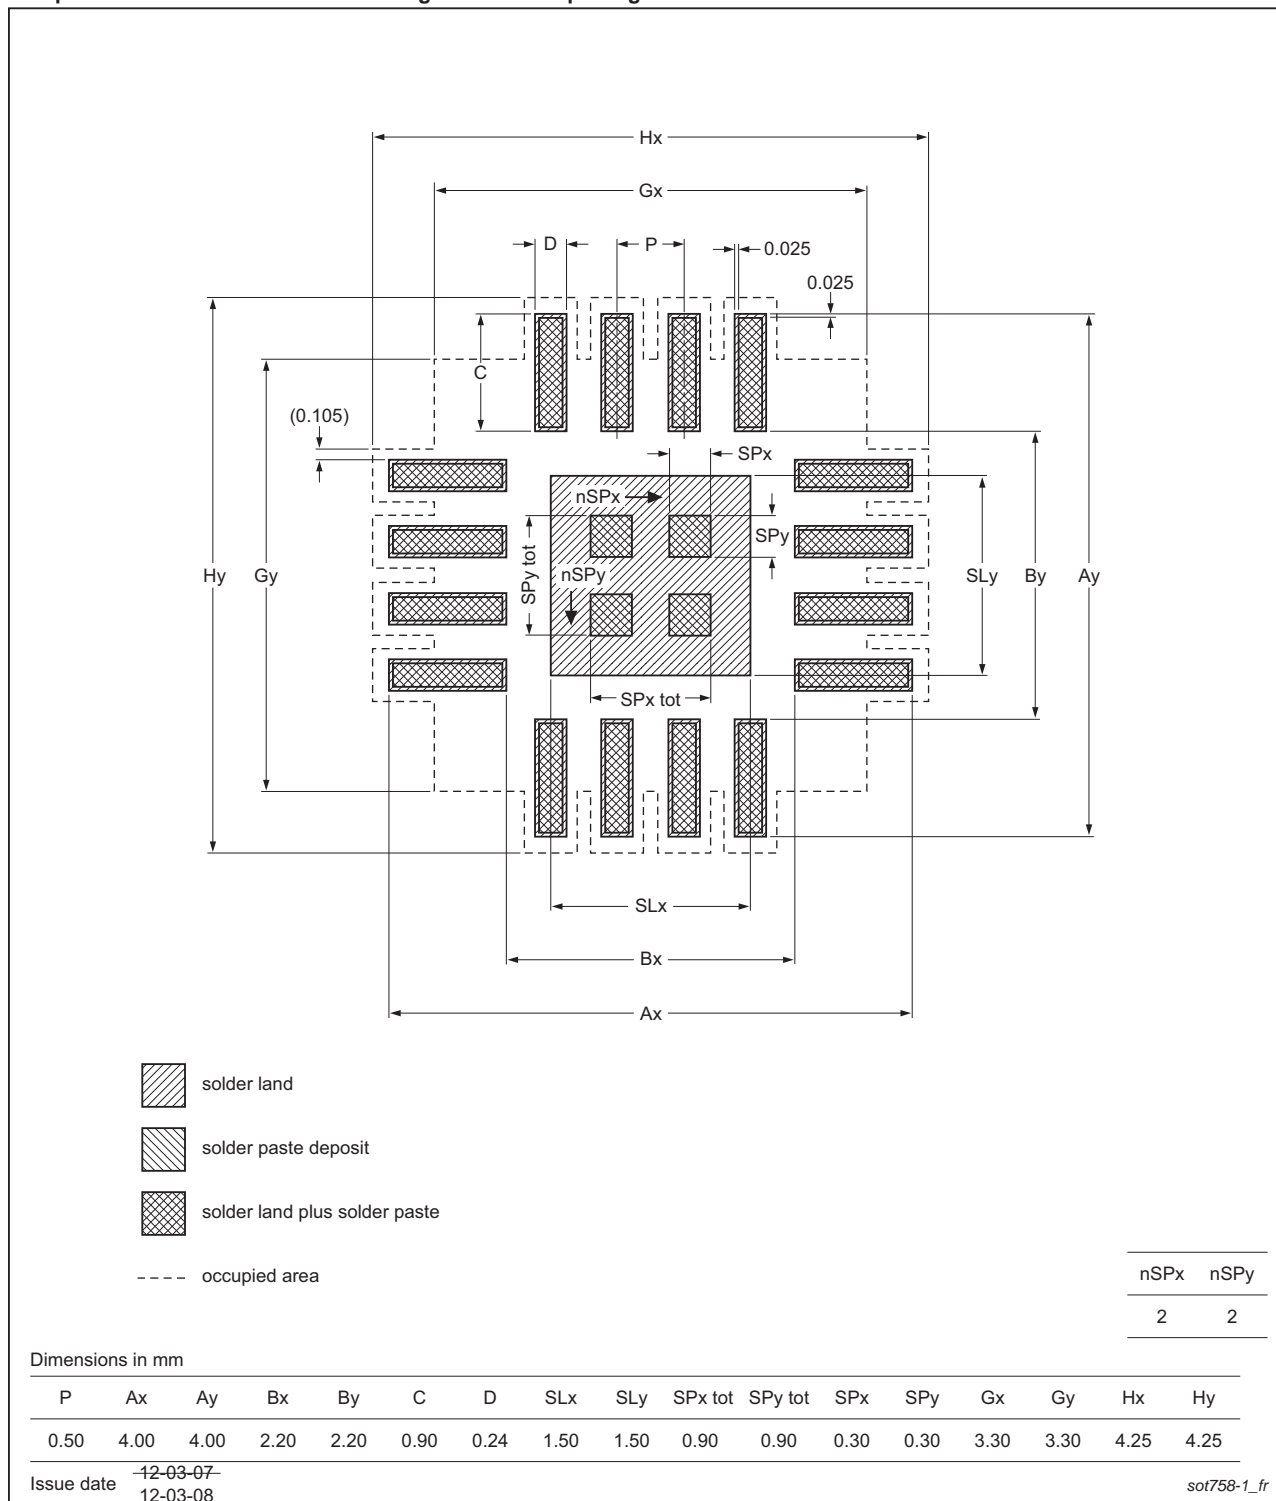 Hx
Gx
D
P
0.025
0.025
C
(0.105)
SPx
nSPx
SPy
SPy tot
nSPy
Hy
Gy
SLy
By
Ay
SPx tot
SLx
Bx
Ax
solder land
solder paste deposit
solder land plus solder paste
occupied area
nSPx nSPy
2 2
Dimensions in mm
P Ax Ay Bx By C D SLx SLy SPx tot SPy tot SPx SPy Gx Gy Hx Hy
0.50 4.00 4.00 2.20 2.20 0.90 0.24 1.50 1.50 0.90 0.90 0.30 0.30 3.30 3.30 4.25 4.25
Issue date 12-03-07
12-03-08
sot758-1_fr